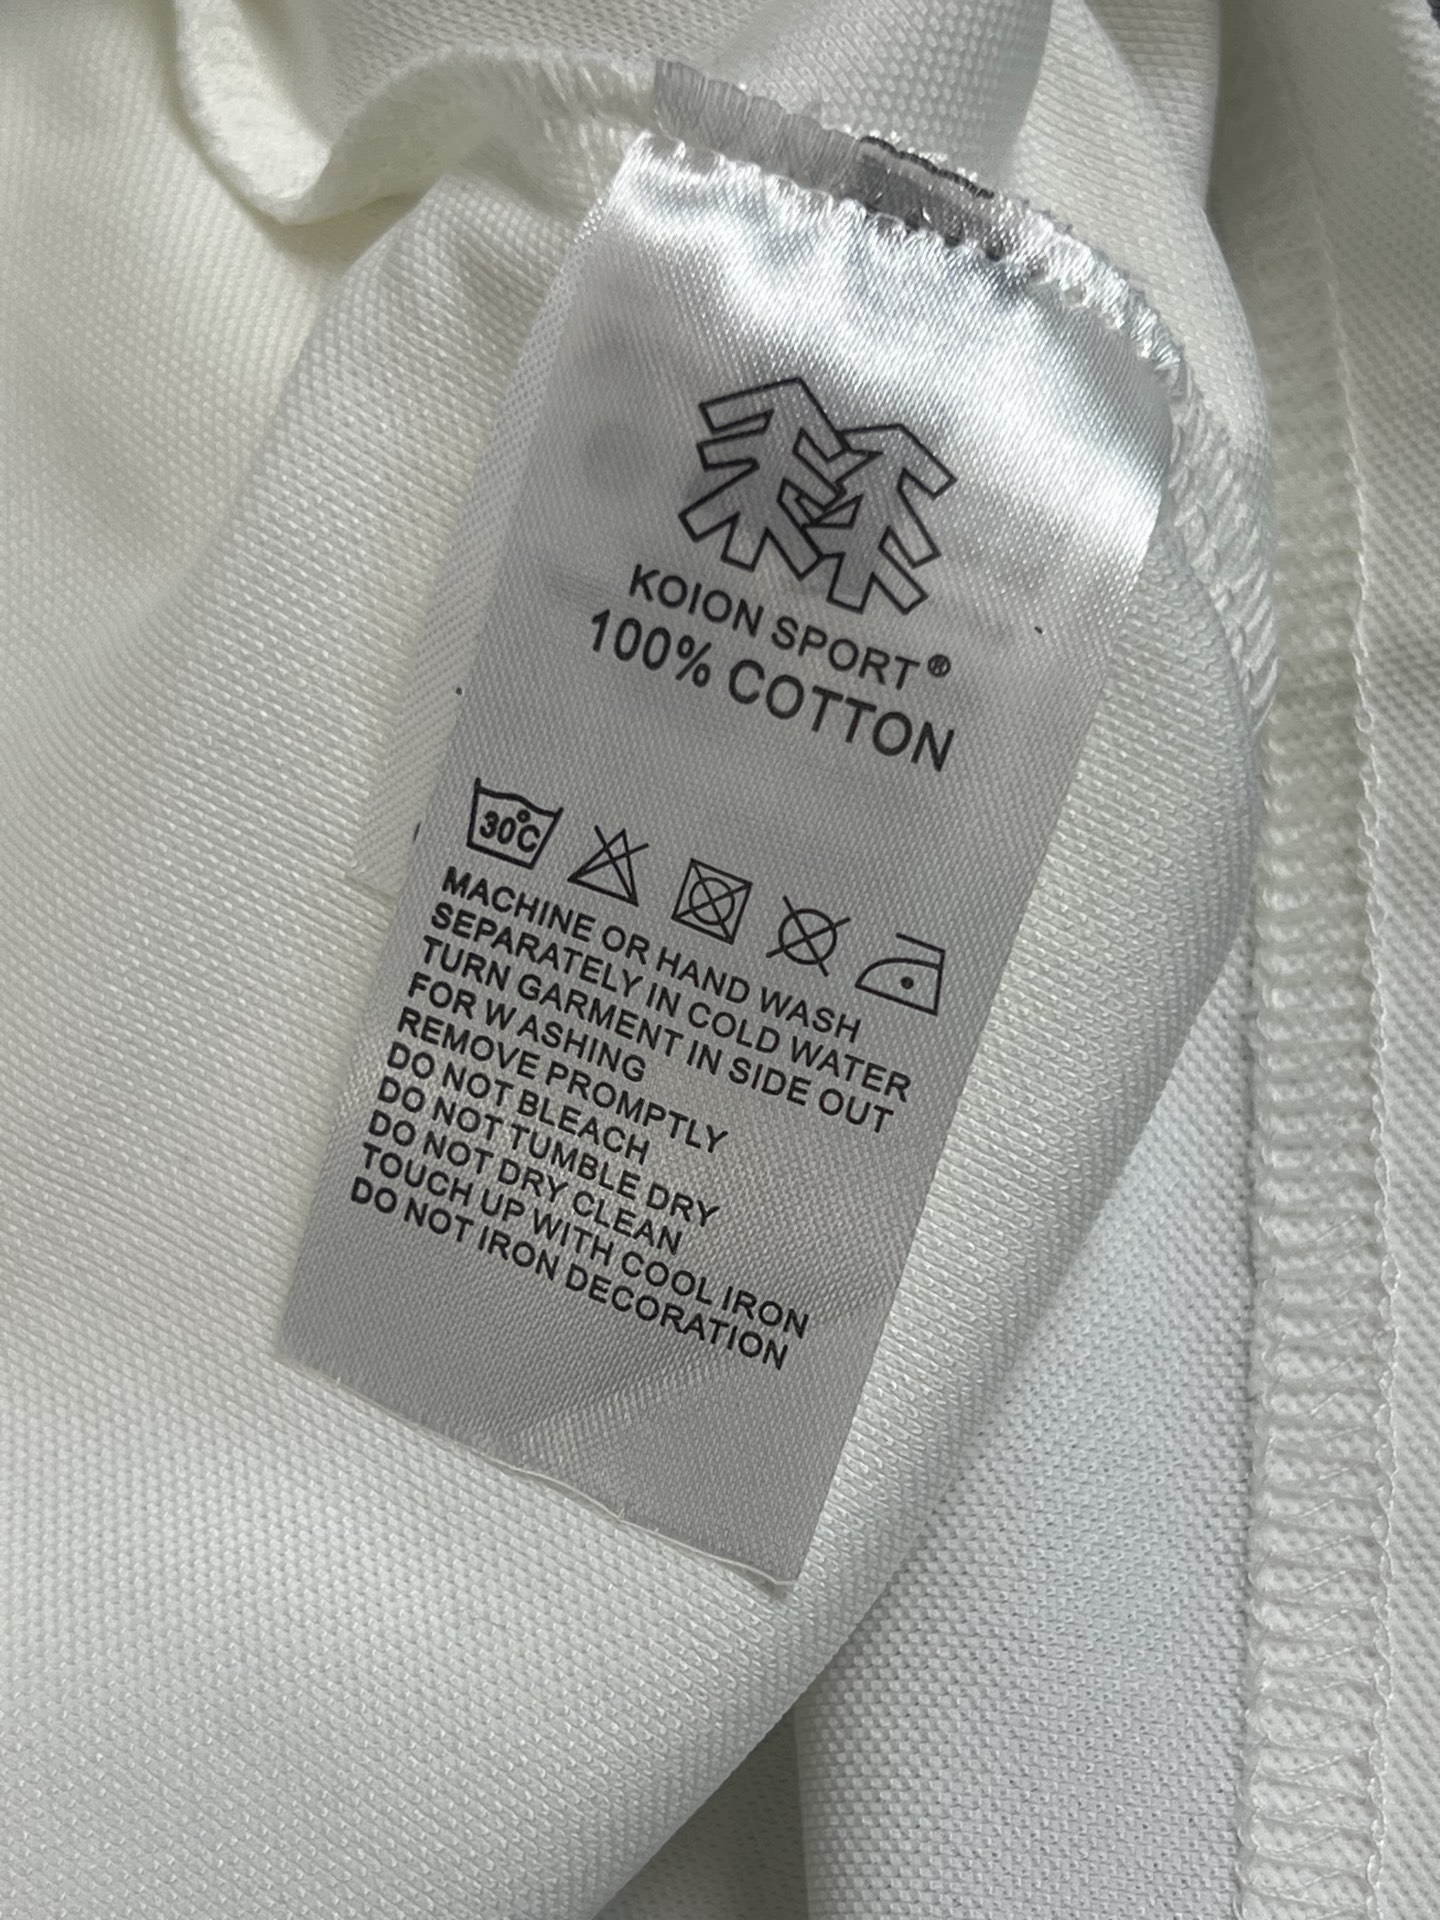 KOION SPORT®
100% COTTON
30°C
MACHINE OR HAND WASH
SEPARATELY IN COLD WATER
TURN GARMENT IN SIDE OUT
FOR WASHING
REMOVE PROMPTLY
DO NOT BLEACH
DO NOT TUMBLE DRY
DO NOT DRY CLEAN
TOUCH UP WITH COOL IRON
DO NOT IRON DECORATION